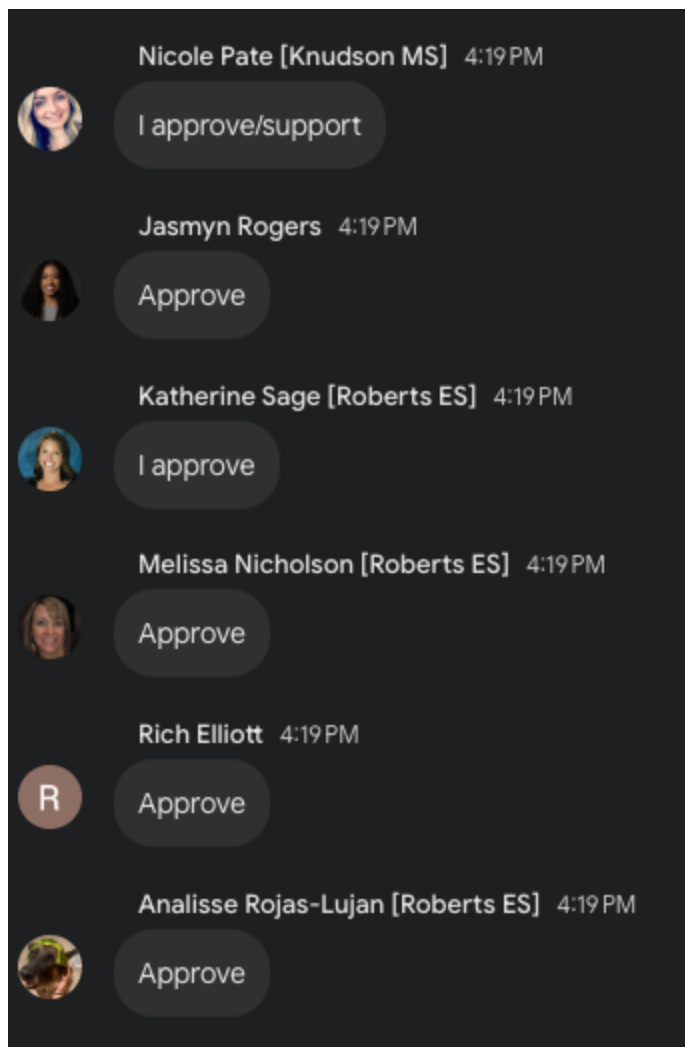 Nicole Pate [Knudson MS] 4:19 PM
I approve/support
Jasmyn Rogers 4:19 PM
Approve
Katherine Sage [Roberts ES] 4:19 PM
I approve
Melissa Nicholson [Roberts ES] 4:19 PM
Approve
Rich Elliott 4:19 PM
R
Approve
Analisse Rojas-Lujan [Roberts ES] 4:19 PM
Approve